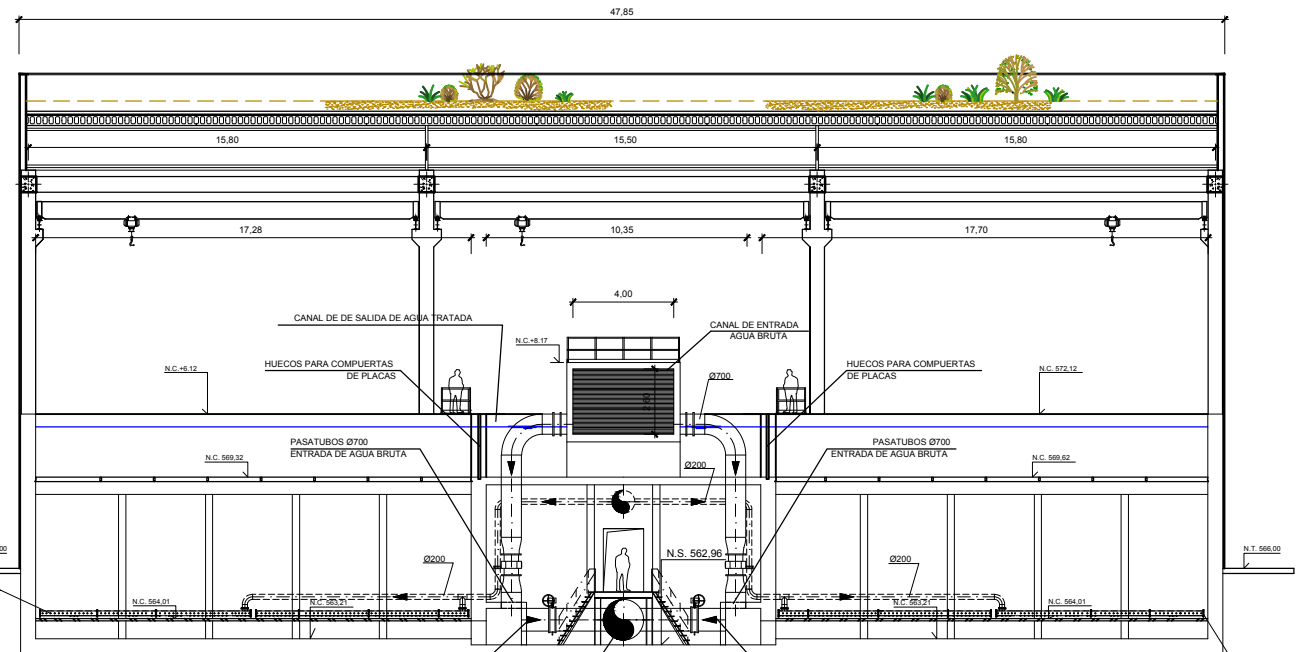 47,85
15,80
15,50
15,80
17,28
10,35
17,70
4,00
CANAL DE DE SALIDA DE AGUA TRATADA
CANAL DE ENTRADA
AGUA BRUTA
N.C.+8.17
HUECOS PARA COMPUERTAS
DE PLACAS
N.C.+6.12
Ø700
HUECOS PARA COMPUERTAS
DE PLACAS
N.C. 572,12
2,60
PASATUBOS Ø700
ENTRADA DE AGUA BRUTA
PASATUBOS Ø700
ENTRADA DE AGUA BRUTA
N.C. 569,32
Ø200
N.C. 569,62
N.S. 562,96
Ø200
Ø200
N.T. 566,00
N.C. 564,01
N.C. 563,21
N.C. 563,21
N.C. 564,01